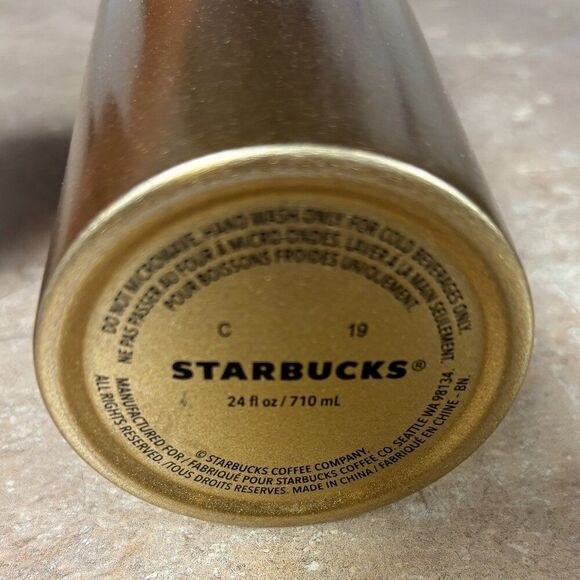 DO NOT MICROWAVE. HAND WASH ONLY. FOR COLD BEVERAGES ONLY.
NE PAS PASSER AU FOUR À MICRO-ONDES. LAVER À LA MAIN SEULEMENT.
POUR BOISSONS FROIDES UNIQUEMENT.
C 19
STARBUCKS®
24 fl oz / 710 mL
© STARBUCKS COFFEE COMPANY.
MANUFACTURED FOR / FABRIQUÉ POUR STARBUCKS COFFEE CO. SEATTLE WA 98134.
ALL RIGHTS RESERVED. /TOUS DROITS RESERVES. MADE IN CHINA / FABRIQUÉ EN CHINE - BN.